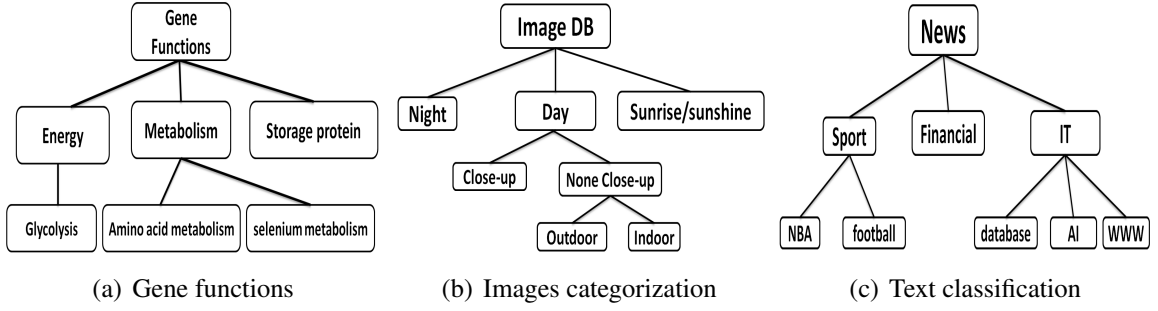 Gene
Functions
Energy
Metabolism
Storage protein
Glycolysis
Amino acid metabolism
selenium metabolism
(a) Gene functions
Image DB
Night
Day
Sunrise/sunshine
Close-up
None Close-up
Outdoor
Indoor
(b) Images categorization
News
Sport
Financial
IT
NBA
football
database
AI
WWW
(c) Text classification